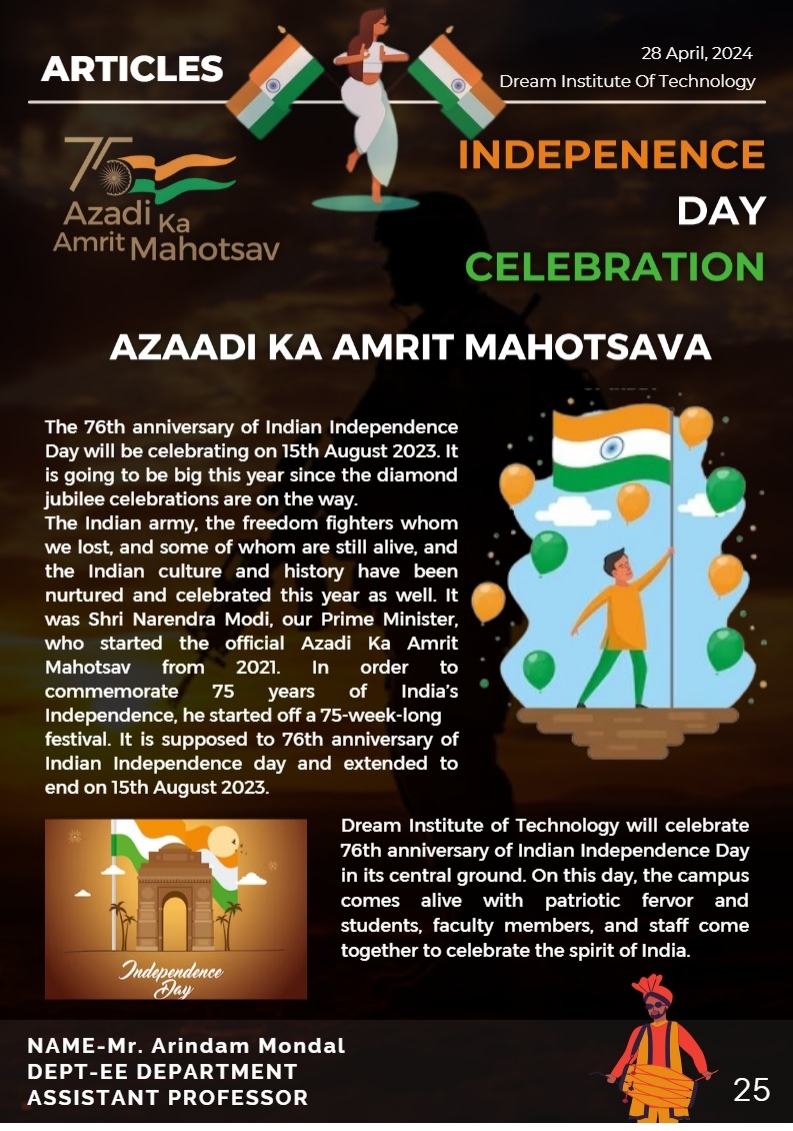 ARTICLES
28 April, 2024
Dream Institute Of Technology
75
Azadi Ka
Amrit Mahotsav
INDEPENENCE
DAY
CELEBRATION
AZAADI KA AMRIT MAHOTSAVA
The 76th anniversary of Indian Independence
Day will be celebrating on 15th August 2023. It
is going to be big this year since the diamond
jubilee celebrations are on the way.
The Indian army, the freedom fighters whom
we lost, and some of whom are still alive, and
the Indian culture and history have been
nurtured and celebrated this year as well. It
was Shri Narendra Modi, our Prime Minister,
who started the official Azadi Ka Amrit
Mahotsav from 2021. In order to
commemorate 75 years of India's
Independence, he started off a 75-week-long
festival. It is supposed to 76th anniversary of
Indian Independence day and extended to
end on 15th August 2023.
Independence
Day
Dream Institute of Technology will celebrate
76th anniversary of Indian Independence Day
in its central ground. On this day, the campus
comes alive with patriotic fervor and
students, faculty members, and staff come
together to celebrate the spirit of India.
NAME-Mr. Arindam Mondal
DEPT-EE DEPARTMENT
ASSISTANT PROFESSOR
25